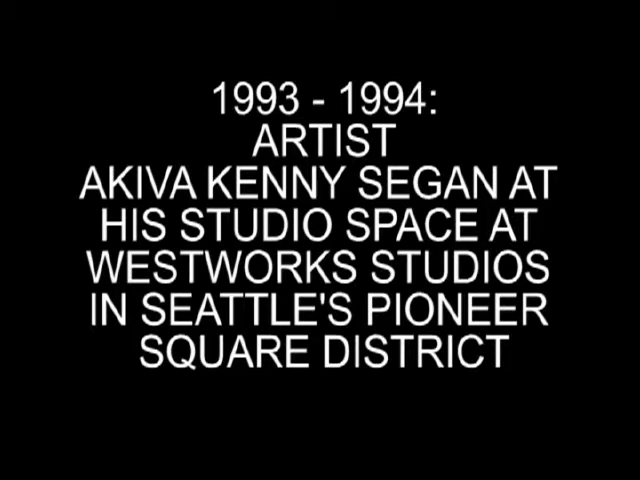 1993 - 1994:
ARTIST
AKIVA KENNY SEGAN AT
HIS STUDIO SPACE AT
WESTWORKS STUDIOS
IN SEATTLE'S PIONEER
SQUARE DISTRICT